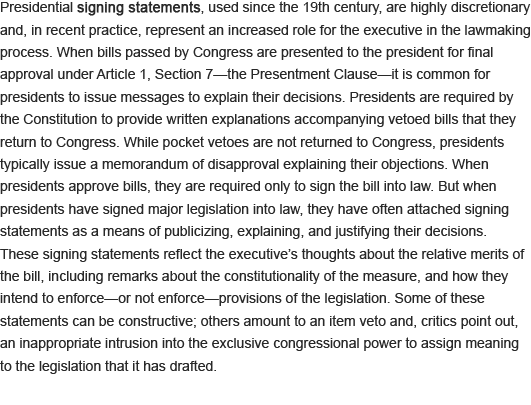 Presidential signing statements, used since the 19th century, are highly discretionary
and, in recent practice, represent an increased role for the executive in the lawmaking
process. When bills passed by Congress are presented to the president for final
approval under Article 1, Section 7—the Presentment Clause—it is common for
presidents to issue messages to explain their decisions. Presidents are required by
the Constitution to provide written explanations accompanying vetoed bills that they
return to Congress. While pocket vetoes are not returned to Congress, presidents
typically issue a memorandum of disapproval explaining their objections. When
presidents approve bills, they are required only to sign the bill into law. But when
presidents have signed major legislation into law, they have often attached signing
statements as a means of publicizing, explaining, and justifying their decisions.
These signing statements reflect the executive’s thoughts about the relative merits of
the bill, including remarks about the constitutionality of the measure, and how they
intend to enforce—or not enforce—provisions of the legislation. Some of these
statements can be constructive; others amount to an item veto and, critics point out,
an inappropriate intrusion into the exclusive congressional power to assign meaning
to the legislation that it has drafted.